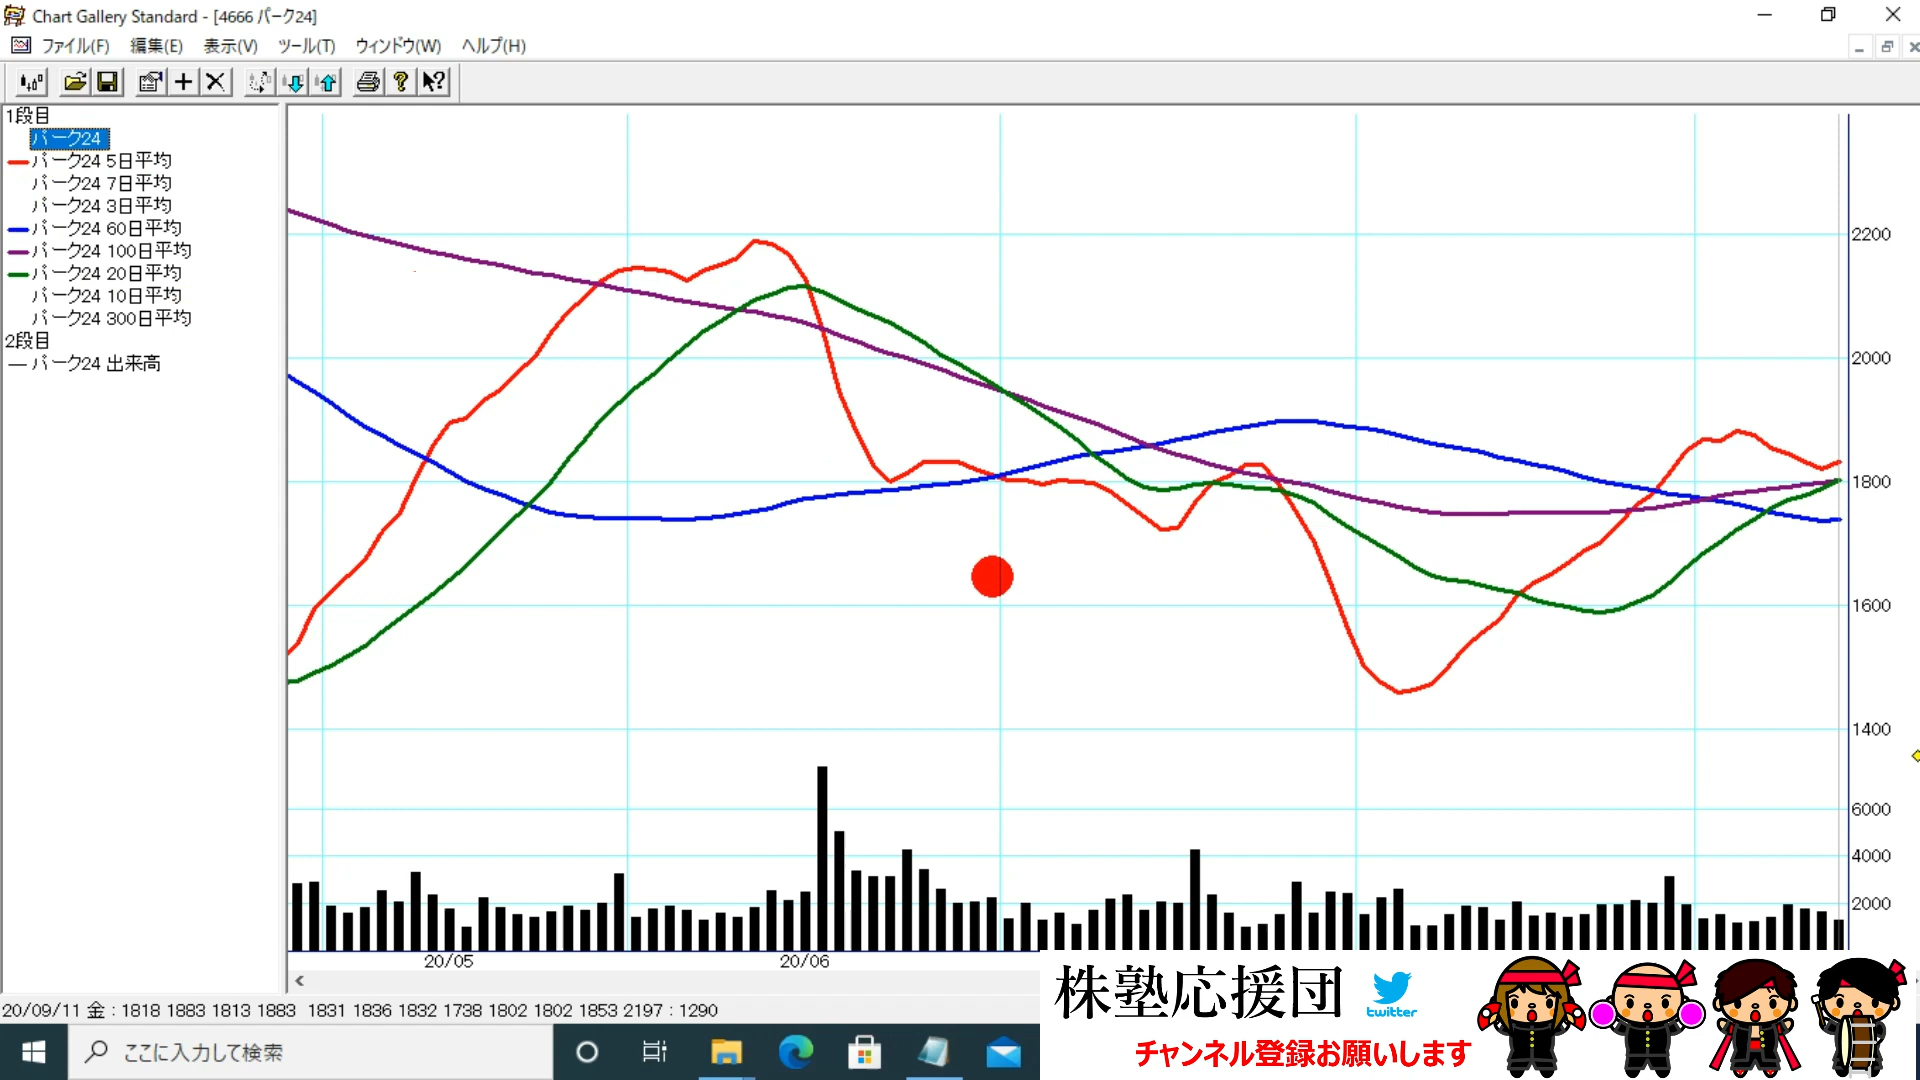 Chart Gallery Standard - [4666 パーク24]
ファイル(F) 編集(E) 表示(V) ツール(T) ウィンドウ(W) ヘルプ(H)
1段目
パーク24
パーク24 5日平均
パーク24 7日平均
パーク24 3日平均
パーク24 60日平均
パーク24 100日平均
パーク24 20日平均
パーク24 10日平均
パーク24 300日平均
2段目
パーク24 出来高
2200
2000
1800
1600
1400
6000
4000
2000
20/05 20/06
20/09/11 金 : 1818 1883 1813 1883 1831 1836 1832 1738 1802 1802 1853 2197 : 1290
ここに入力して検索
株塾応援団
twitter
チャンネル登録お願いします